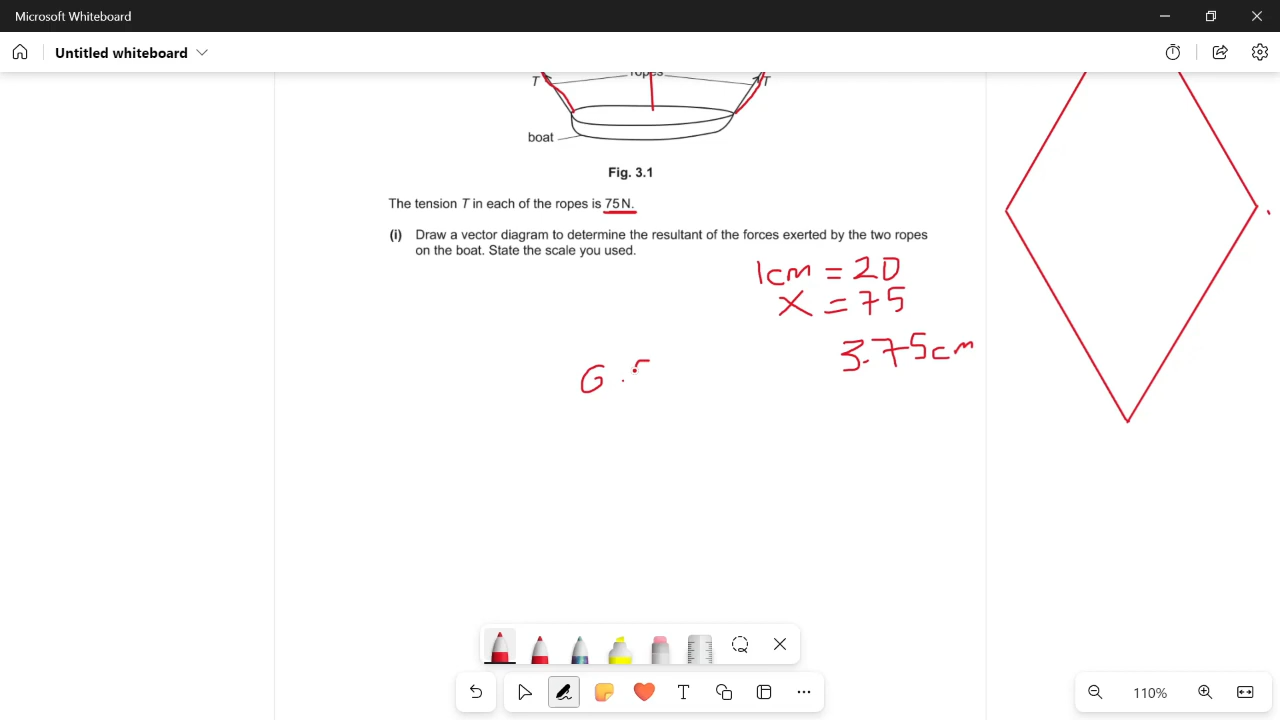 Microsoft Whiteboard
Untitled whiteboard
ropes
T
T
boat
Fig. 3.1
The tension T in each of the ropes is 75 N.
(i) Draw a vector diagram to determine the resultant of the forces exerted by the two ropes
on the boat. State the scale you used.
1cm = 20
x = 75
3.75cm
6.5
T
110%